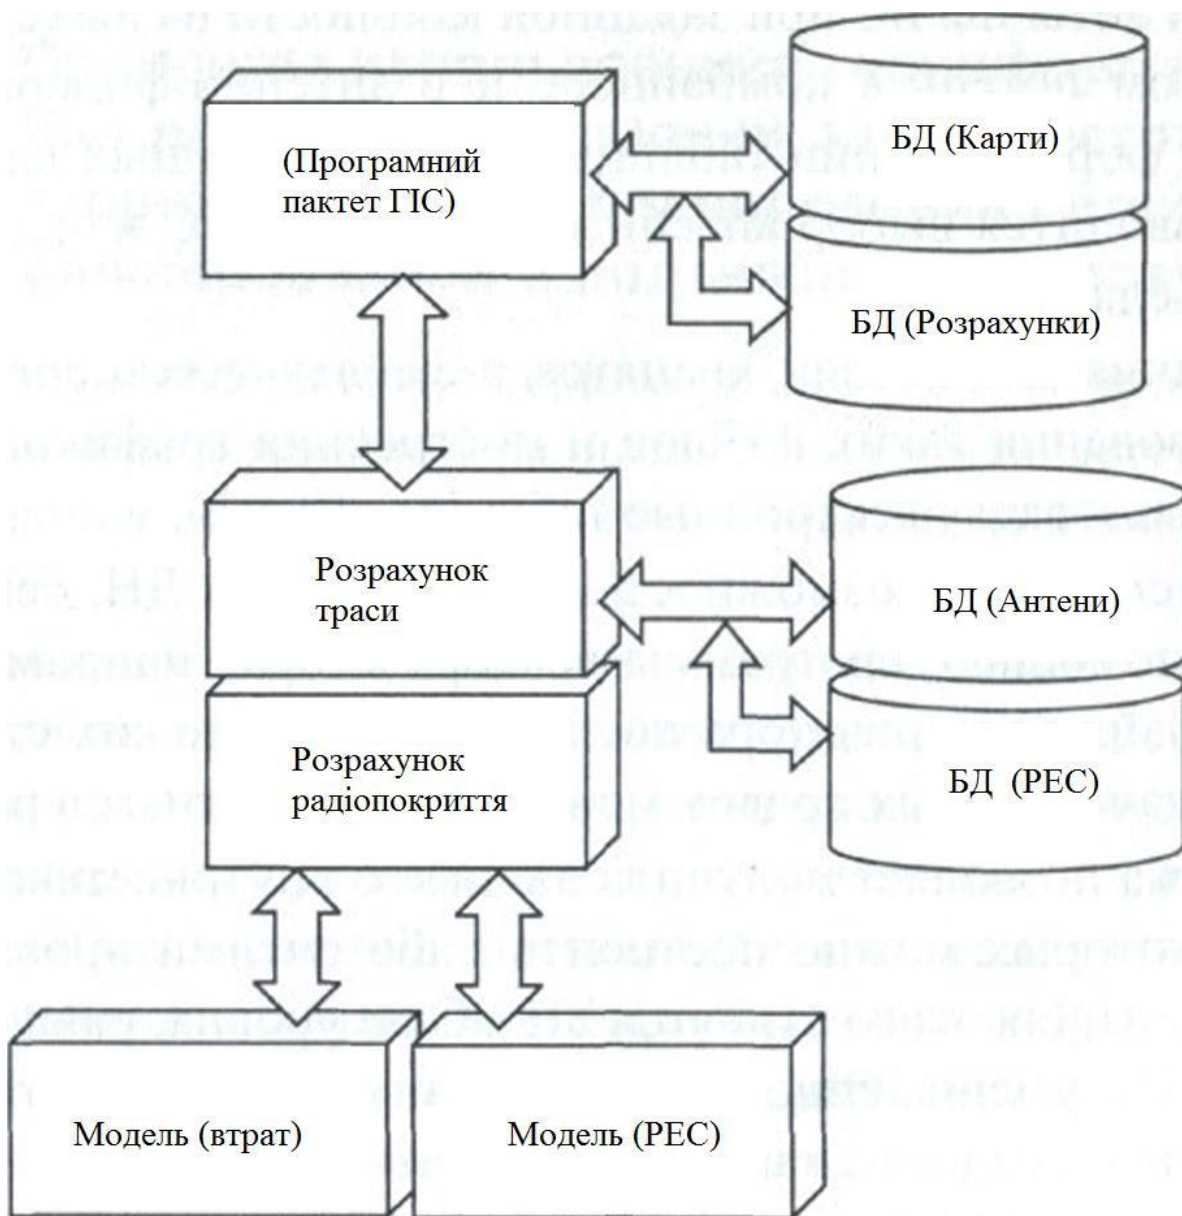 (Програмний
пактет ГІС)
БД (Карти)
БД (Розрахунки)
Розрахунок
траси
БД (Антени)
Розрахунок
радіопокриття
БД (РЕС)
Модель (втрат)
Модель (РЕС)